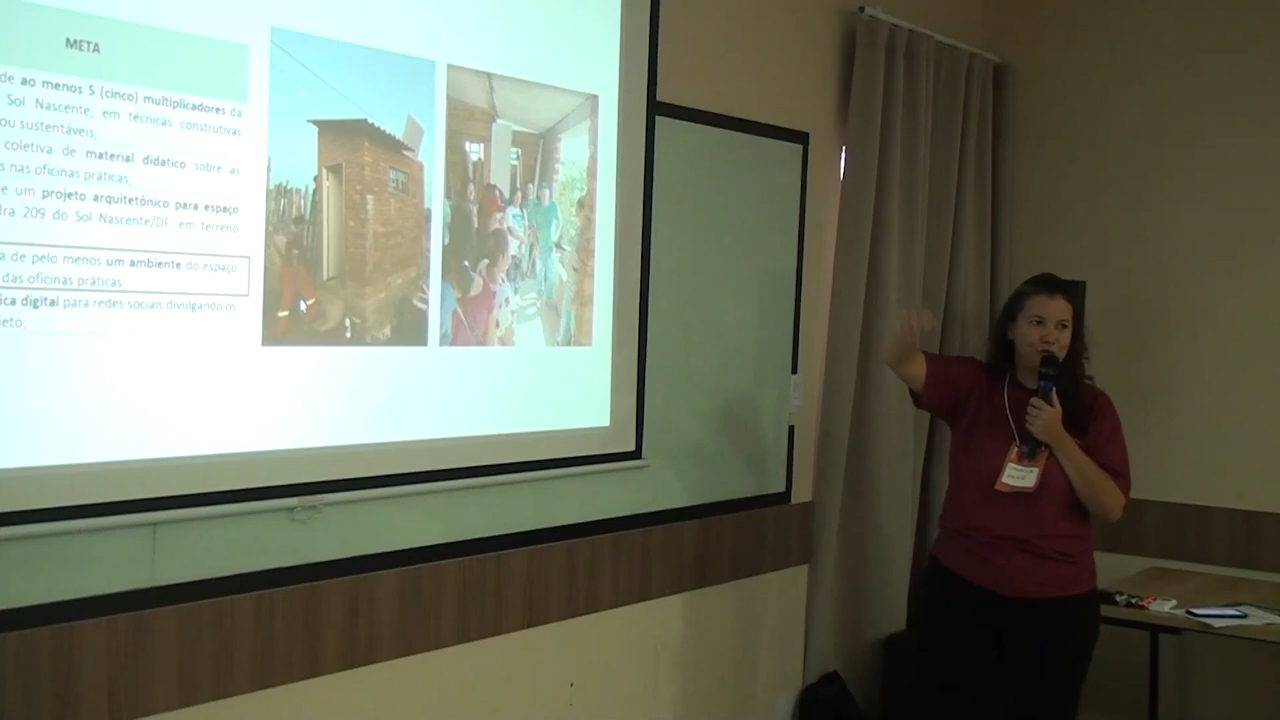 META
de ao menos 5 (cinco) multiplicadores da
Sol Nascente, em técnicas construtivas
ou sustentáveis;
coletiva de material didático sobre as
s nas oficinas práticas;
e um projeto arquitetônico para espaço
dra 209 do Sol Nascente/DF, em terreno
a de pelo menos um ambiente do espaço
das oficinas práticas.
ica digital para redes sociais divulgando os
jeto;